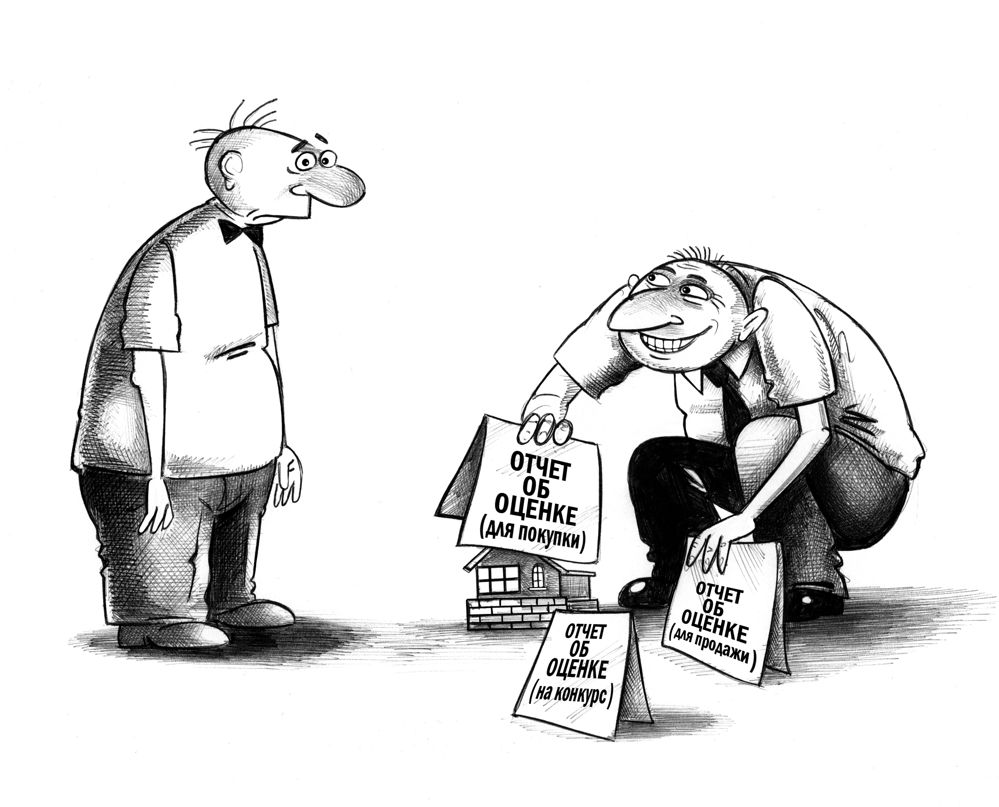 ОТЧЕТ
ОБ
ОЦЕНКЕ
(для покупки)
ОТЧЕТ
ОБ
ОЦЕНКЕ
(на конкурс)
ОТЧЕТ
ОБ
ОЦЕНКЕ
(для продажи)